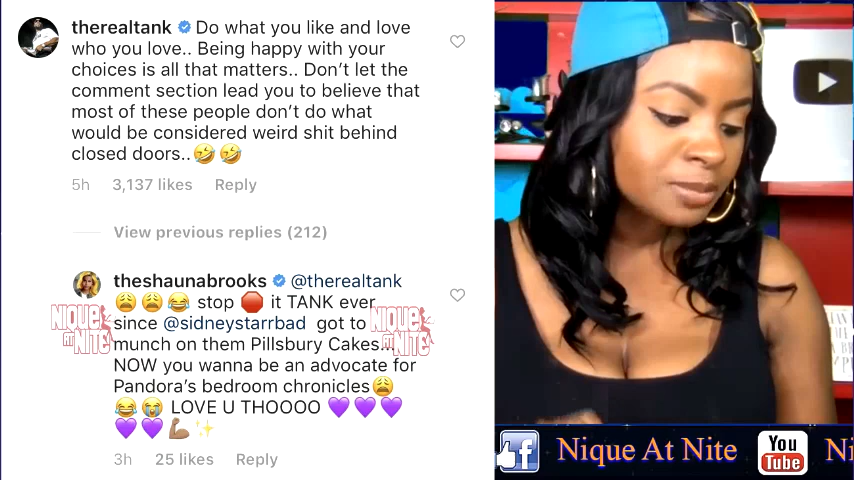 therealtank Do what you like and love
who you love.. Being happy with your
choices is all that matters.. Don't let the
comment section lead you to believe that
most of these people don't do what
would be considered weird shit behind
closed doors..🤣🤣
5h 3,137 likes Reply
View previous replies (212)
theshaunabrooks @therealtank
😩😩😂 stop 🛑 it TANK ever
since @sidneystarrbad got to
munch on them Pillsbury Cakes...
NOW you wanna be an advocate for
Pandora's bedroom chronicles😩
😂😭 LOVE U THOOOO 💜💜💜
💜💜💪🏽✨
3h 25 likes Reply
NIQUE
AT NITE
NIQUE
AT NITE
f Nique At Nite You Tube Ni